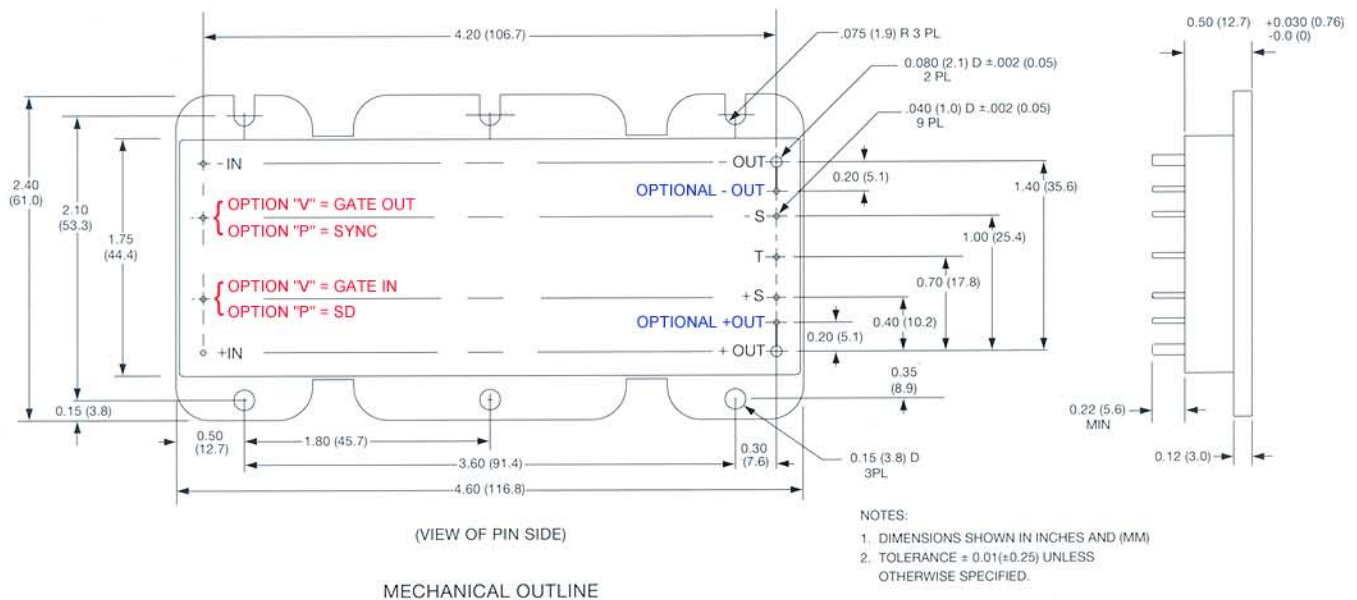 0.50 (12.7) +0.030 (0.76)
-0.0 (0)
4.20 (106.7)
.075 (1.9) R 3 PL
0.080 (2.1) D ±.002 (0.05)
2 PL
.040 (1.0) D ±.002 (0.05)
9 PL
2.40
(61.0)
2.10
(53.3)
1.75
(44.4)
- IN
- OUT
0.20 (5.1)
1.40 (35.6)
OPTIONAL - OUT
OPTION "V" = GATE OUT
OPTION "P" = SYNC
- S
1.00 (25.4)
T
0.70 (17.8)
OPTION "V" = GATE IN
OPTION "P" = SD
+ S
0.40 (10.2)
OPTIONAL +OUT
0.20 (5.1)
+IN
+ OUT
0.35
(8.9)
0.15 (3.8)
0.22 (5.6)
MIN
0.50
(12.7)
1.80 (45.7)
0.30
(7.6)
3.60 (91.4)
0.15 (3.8) D
3PL
0.12 (3.0)
4.60 (116.8)
(VIEW OF PIN SIDE)
NOTES:
1. DIMENSIONS SHOWN IN INCHES AND (MM)
2. TOLERANCE ± 0.01(±0.25) UNLESS
OTHERWISE SPECIFIED.
MECHANICAL OUTLINE